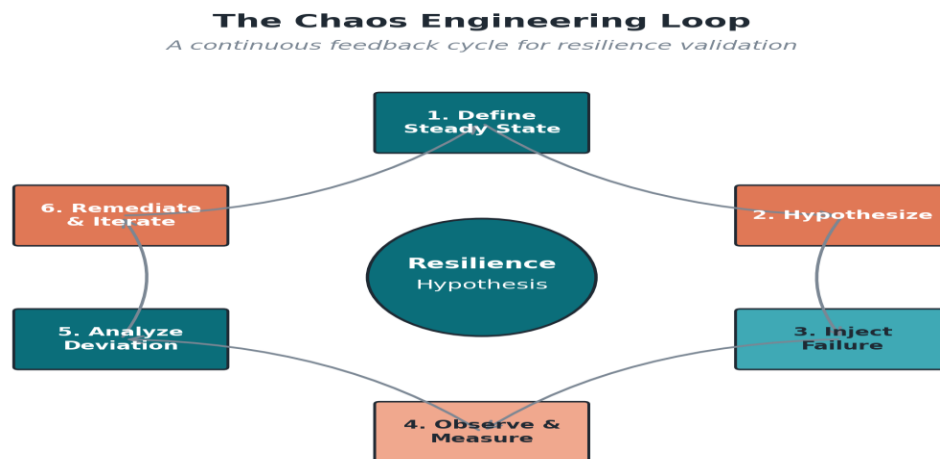 The Chaos Engineering Loop
A continuous feedback cycle for resilience validation
1. Define
Steady State
2. Hypothesize
3. Inject
Failure
4. Observe &
Measure
5. Analyze
Deviation
6. Remediate
& Iterate
Resilience
Hypothesis